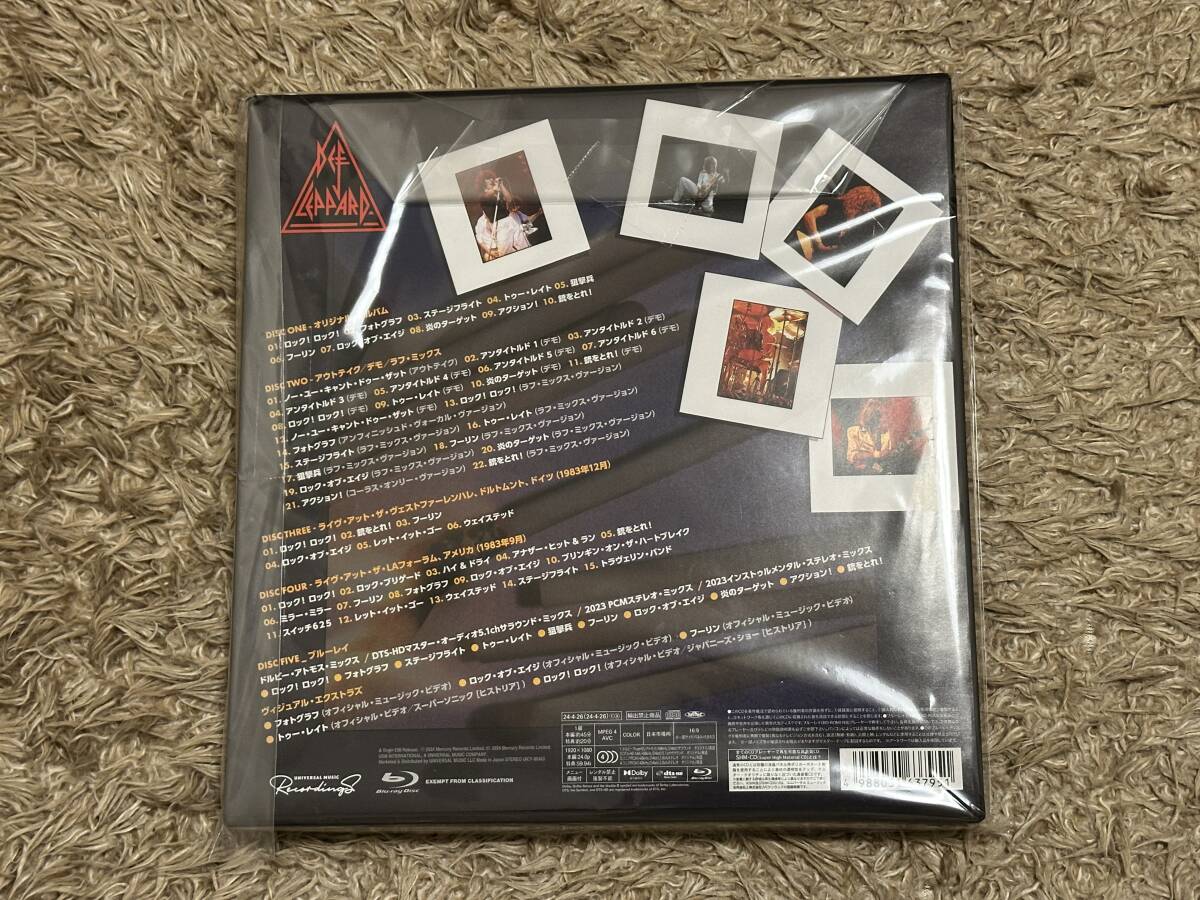 DEF LEPPARD
DISC ONE - オリジナル・アルバム
01. ロック! ロック! 02. フォトグラフ 03. ステージフライト 04. トゥー・レイト 05. 狙撃兵
06. フーリン 07. ロック・オブ・エイジ 08. 炎のターゲット 09. アクション! 10. 銃をとれ!
DISC TWO - アウトテイク/デモ/ラフ・ミックス
01. ノー・ユー・キャント・ドゥー・ザット (アウトテイク) 02. アンタイトルド 1 (デモ) 03. アンタイトルド 2 (デモ)
04. アンタイトルド 3 (デモ) 05. アンタイトルド 4 (デモ) 06. アンタイトルド 5 (デモ) 07. アンタイトルド 6 (デモ)
08. ロック! ロック! (デモ) 09. トゥー・レイト (デモ) 10. 炎のターゲット (デモ) 11. 銃をとれ! (デモ)
12. ノー・ユー・キャント・ドゥー・ザット (デモ) 13. ロック! ロック! (ラフ・ミックス・ヴァージョン)
14. フォトグラフ (アンフィニッシュド・ヴォーカル・ヴァージョン)
15. ステージフライト (ラフ・ミックス・ヴァージョン) 16. トゥー・レイト (ラフ・ミックス・ヴァージョン)
17. 狙撃兵 (ラフ・ミックス・ヴァージョン) 18. フーリン (ラフ・ミックス・ヴァージョン)
19. ロック・オブ・エイジ (ラフ・ミックス・ヴァージョン) 20. 炎のターゲット (ラフ・ミックス・ヴァージョン)
21. アクション! (コーラス・オンリー・ヴァージョン) 22. 銃をとれ! (ラフ・ミックス・ヴァージョン)
DISC THREE - ライヴ・アット・ザ・ヴェストファーレンハレ、ドルトムント、ドイツ (1983年12月)
01. ロック! ロック! 02. 銃をとれ! 03. フーリン
04. ロック・オブ・エイジ 05. レット・イット・ゴー 06. ウェイステッド
DISC FOUR - ライヴ・アット・ザ・LAフォーラム、アメリカ (1983年9月)
01. ロック! ロック! 02. ロック・ブリゲード 03. ハイ & ドライ 04. アナザー・ヒット & ラン 05. 銃をとれ!
06. ミラー・ミラー 07. フーリン 08. フォトグラフ 09. ロック・オブ・エイジ 10. ブリンギン・オン・ザ・ハートブレイク
11. スイッチ625 12. レット・イット・ゴー 13. ウェイステッド 14. ステージフライト 15. トラヴェリン・バンド
DISC FIVE _ ブルーレイ
ドルビー・アトモス・ミックス / DTS-HDマスター・オーディオ5.1chサラウンド・ミックス / 2023 PCMステレオ・ミックス / 2023インストゥルメンタル・ステレオ・ミックス
● ロック! ロック! ● フォトグラフ ● ステージフライト ● トゥー・レイト ● 狙撃兵 ● フーリン ● ロック・オブ・エイジ ● 炎のターゲット ● アクション! ● 銃をとれ!
ヴィジュアル・エクストラズ
● フォトグラフ (オフィシャル・ミュージック・ビデオ) ● ロック・オブ・エイジ (オフィシャル・ミュージック・ビデオ) ● フーリン (オフィシャル・ミュージック・ビデオ)
● トゥー・レイト (オフィシャル・ビデオ/スーパーソニック [ヒストリア]) ● ロック! ロック! (オフィシャル・ビデオ/ジャパニーズ・ショー [ヒストリア])
24・4・26 (24・4・26)
輸出禁止商品
MPEG 4 AVC
COLOR
日本市場向
16:9
1920 × 1080
複製不能
レンタル禁止
Dolby
dts
Blu-ray Disc
UNIVERSAL MUSIC
Recordings
Blu-ray Disc
EXEMPT FROM CLASSIFICATION
SHM-CD